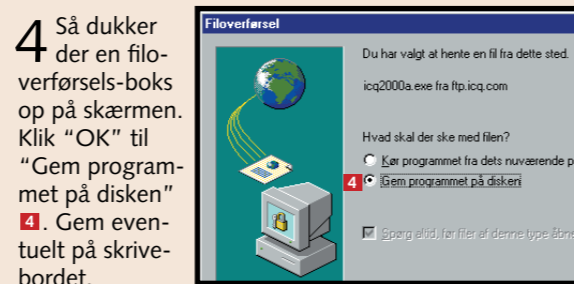 4 Så dukker
der en filo-
verførsels-boks
op på skærmen.
Klik “OK” til
“Gem program-
met på disken”
4. Gem even-
tuelt på skrive-
bordet.
Filoverførsel
Du har valgt at hente en fil fra dette sted.
icq2000a.exe fra ftp.icq.com
Hvad skal der ske med filen?
Kør programmet fra dets nuværende p
4 Gem programmet på disken
Spørg altid, før filer af denne type åbne